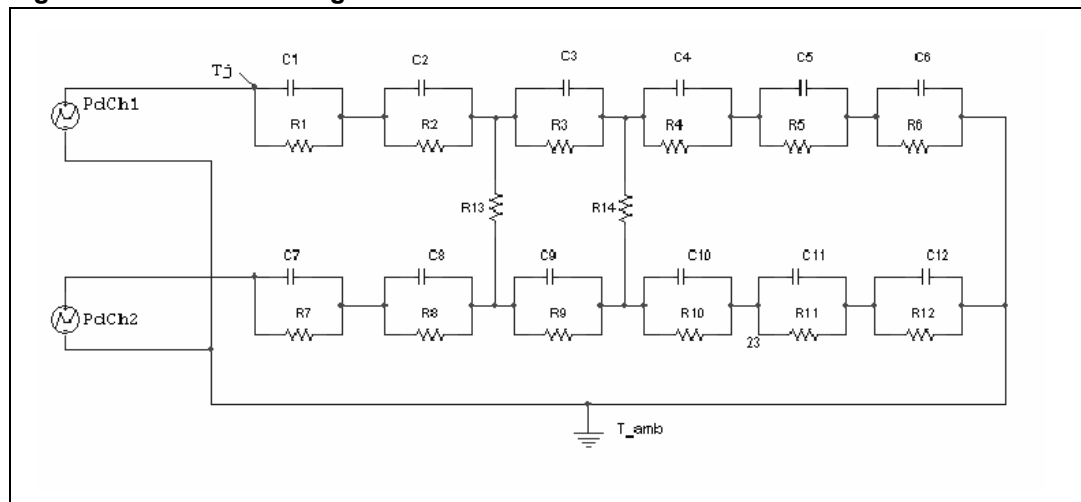 Tj
C1
C2
C3
C4
C5
C6
PdCh1
R1
R2
R3
R4
R5
R6
R13
R14
C7
C8
C9
C10
C11
C12
PdCh2
R7
R8
R9
R10
R11
R12
23
T_amb